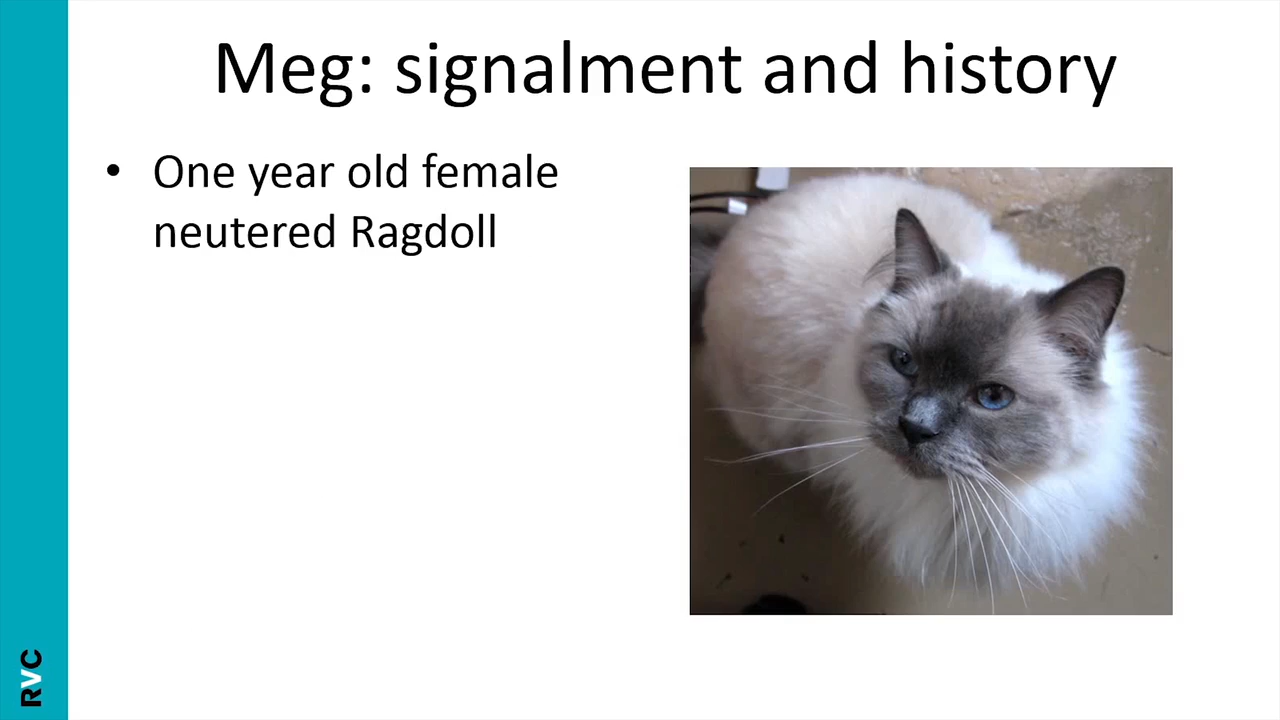 Meg: signalment and history
• One year old female
neutered Ragdoll
RVC